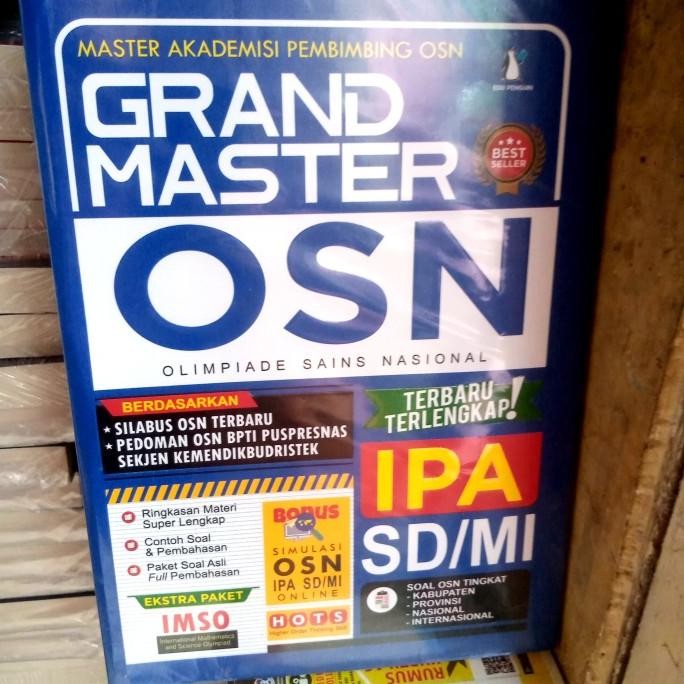 MASTER AKADEMISI PEMBIMBING OSN
EDU PENGUIN
GRAND
MASTER
BEST
SELLER
OSN
OLIMPIADE SAINS NASIONAL
BERDASARKAN
★ SILABUS OSN TERBARU
★ PEDOMAN OSN BPTI PUSPRESNAS
SEKJEN KEMENDIKBUDRISTEK
TERBARU
TERLENGKAP!
IPA
SD/MI
Ringkasan Materi
Super Lengkap
Contoh Soal
& Pembahasan
Paket Soal Asli
Full Pembahasan
EKSTRA PAKET
IMSO
International Mathematics
and Science Olympiad
BONUS
SIMULASI
OSN
IPA SD/MI
ONLINE
HOTS
Higher Order Thinking Skill
SOAL OSN TINGKAT
- KABUPATEN
- PROVINSI
- NASIONAL
- INTERNASIONAL
RUMUS